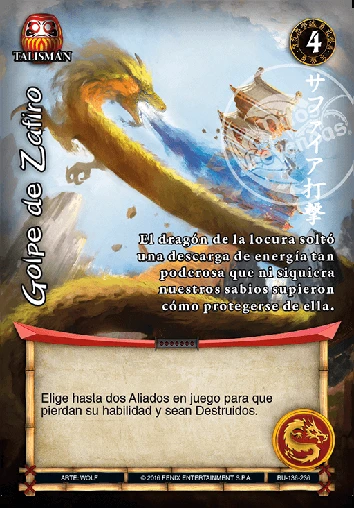 TALISMAN
4
Golpe de Zafiro
サファイア打撃
El dragón de la locura soltó
una descarga de energía tan
poderosa que ni siquiera
nuestros sabios supieron
cómo protegerse de ella.
Elige hasta dos Aliados en juego para que
pierdan su habilidad y sean Destruidos.
ARTE: WOLF
© 2016 FENIX ENTERTAINMENT S.P.A.